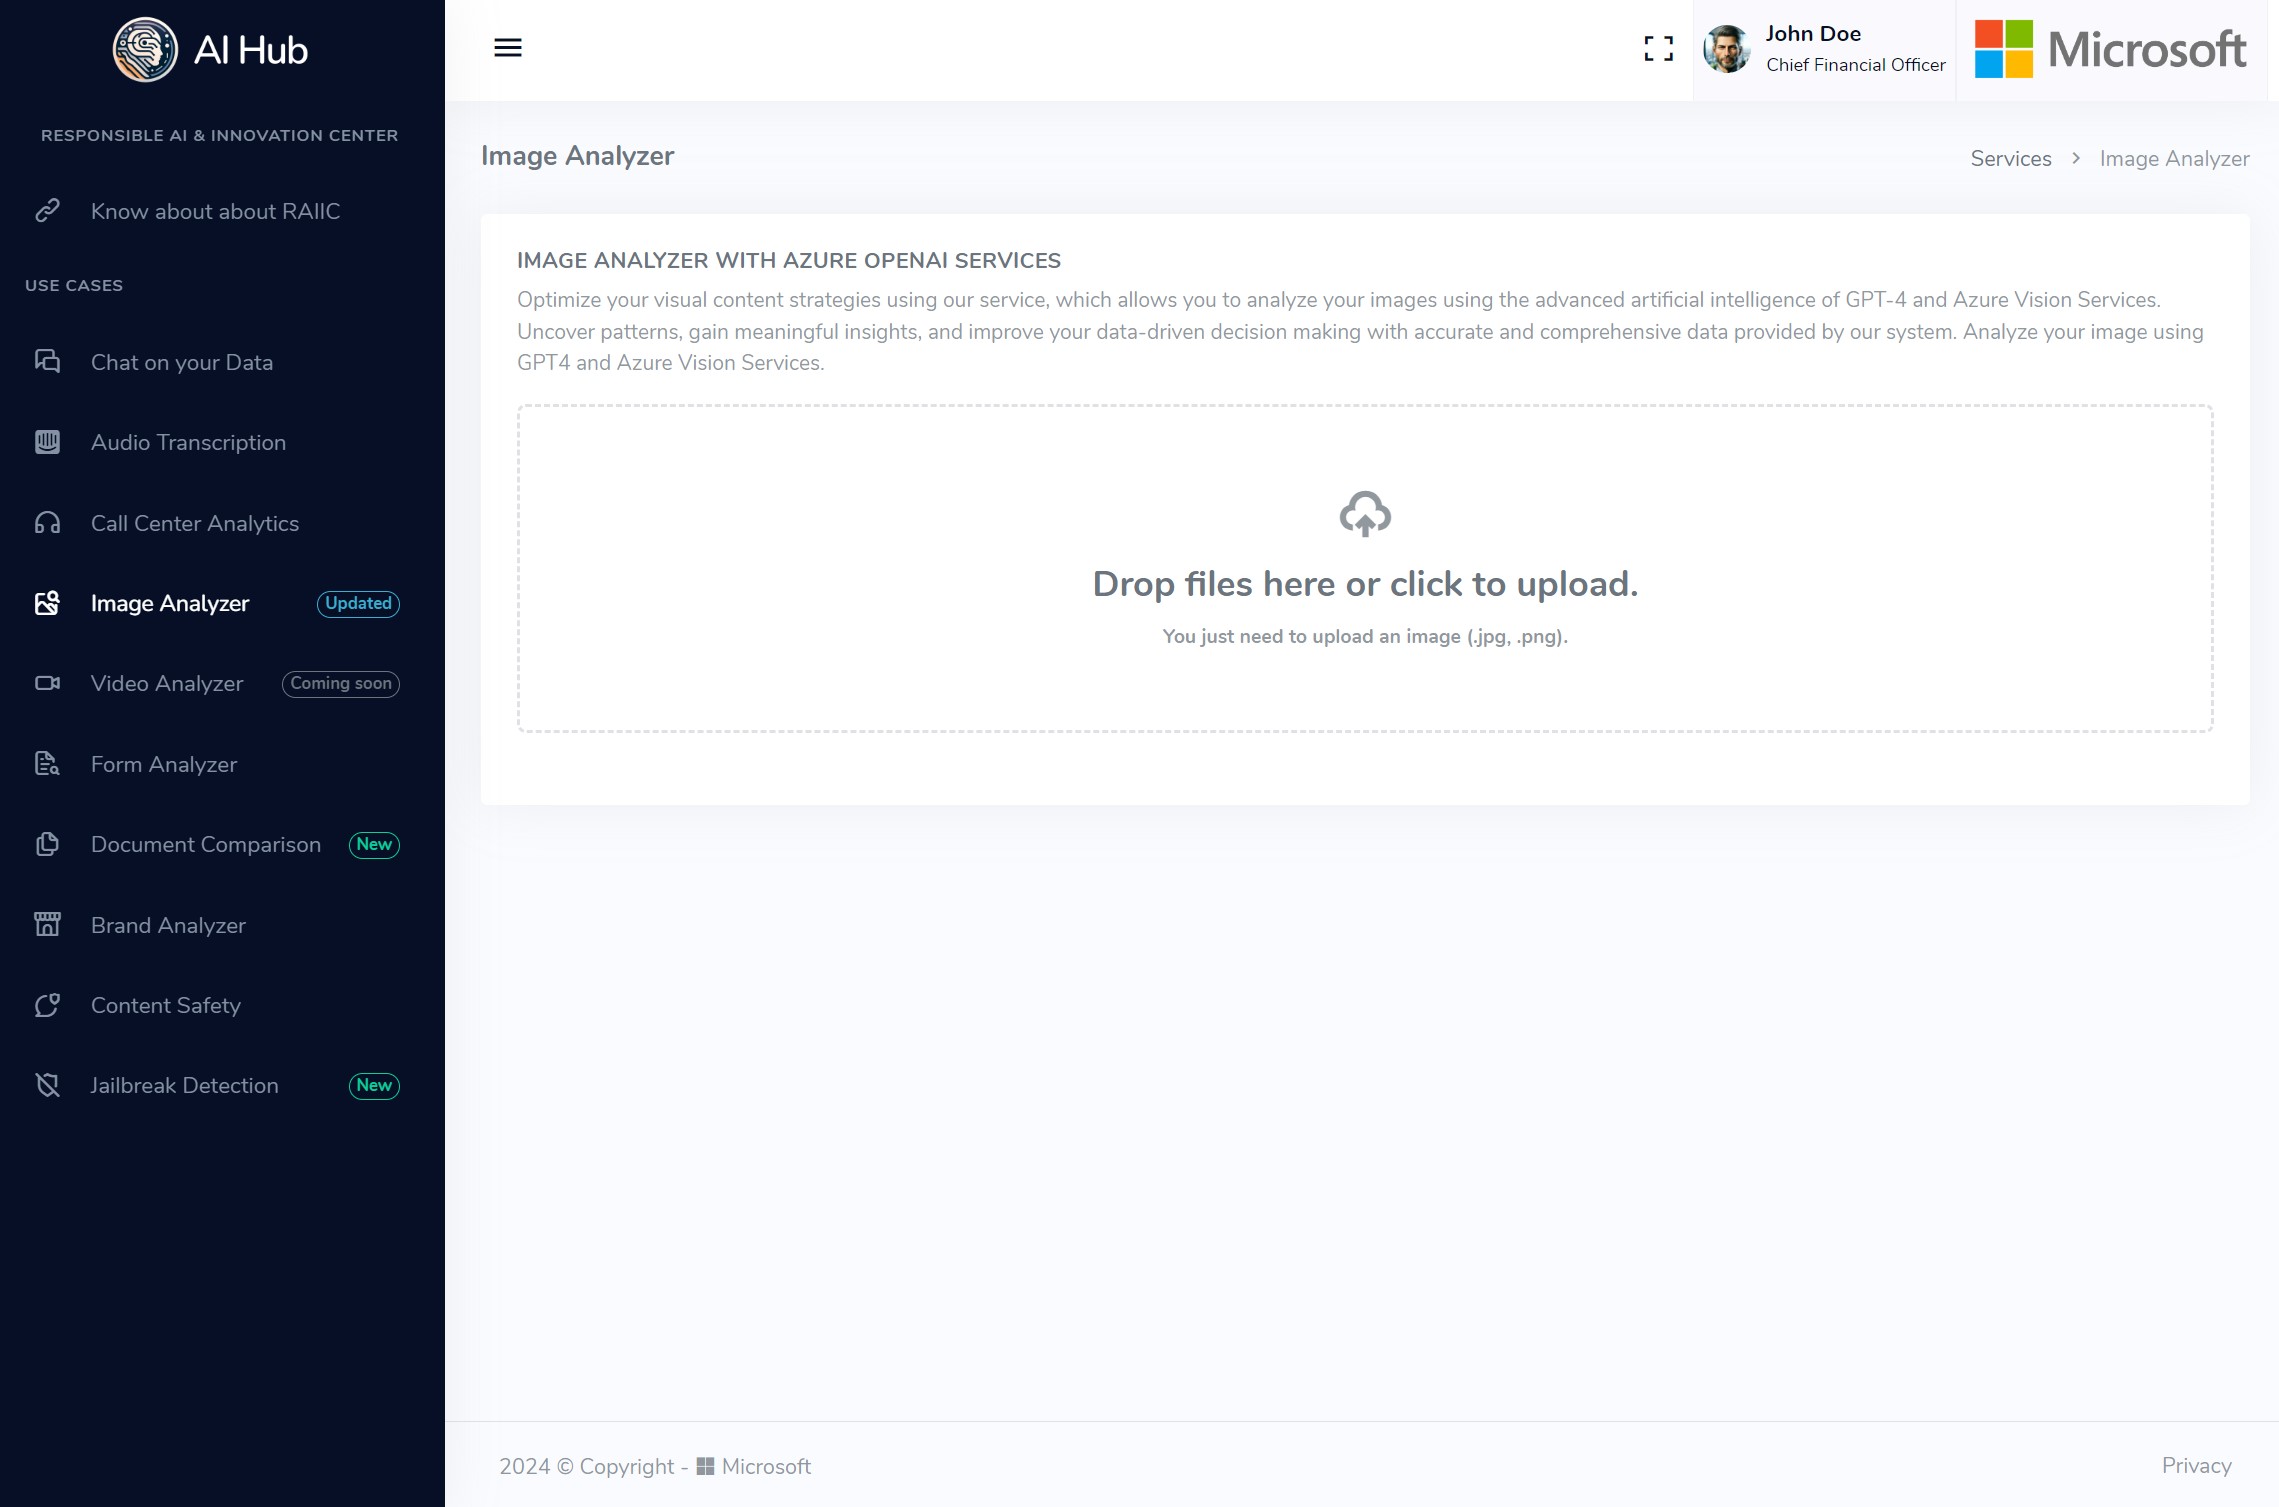 AI Hub
RESPONSIBLE AI & INNOVATION CENTER
Know about about RAIIC
USE CASES
Chat on your Data
Audio Transcription
Call Center Analytics
Image Analyzer Updated
Video Analyzer Coming soon
Form Analyzer
Document Comparison New
Brand Analyzer
Content Safety
Jailbreak Detection New
John Doe
Chief Financial Officer
Microsoft
Image Analyzer
Services > Image Analyzer
IMAGE ANALYZER WITH AZURE OPENAI SERVICES
Optimize your visual content strategies using our service, which allows you to analyze your images using the advanced artificial intelligence of GPT-4 and Azure Vision Services.
Uncover patterns, gain meaningful insights, and improve your data-driven decision making with accurate and comprehensive data provided by our system. Analyze your image using
GPT4 and Azure Vision Services.
Drop files here or click to upload.
You just need to upload an image (.jpg, .png).
2024 © Copyright - Microsoft
Privacy